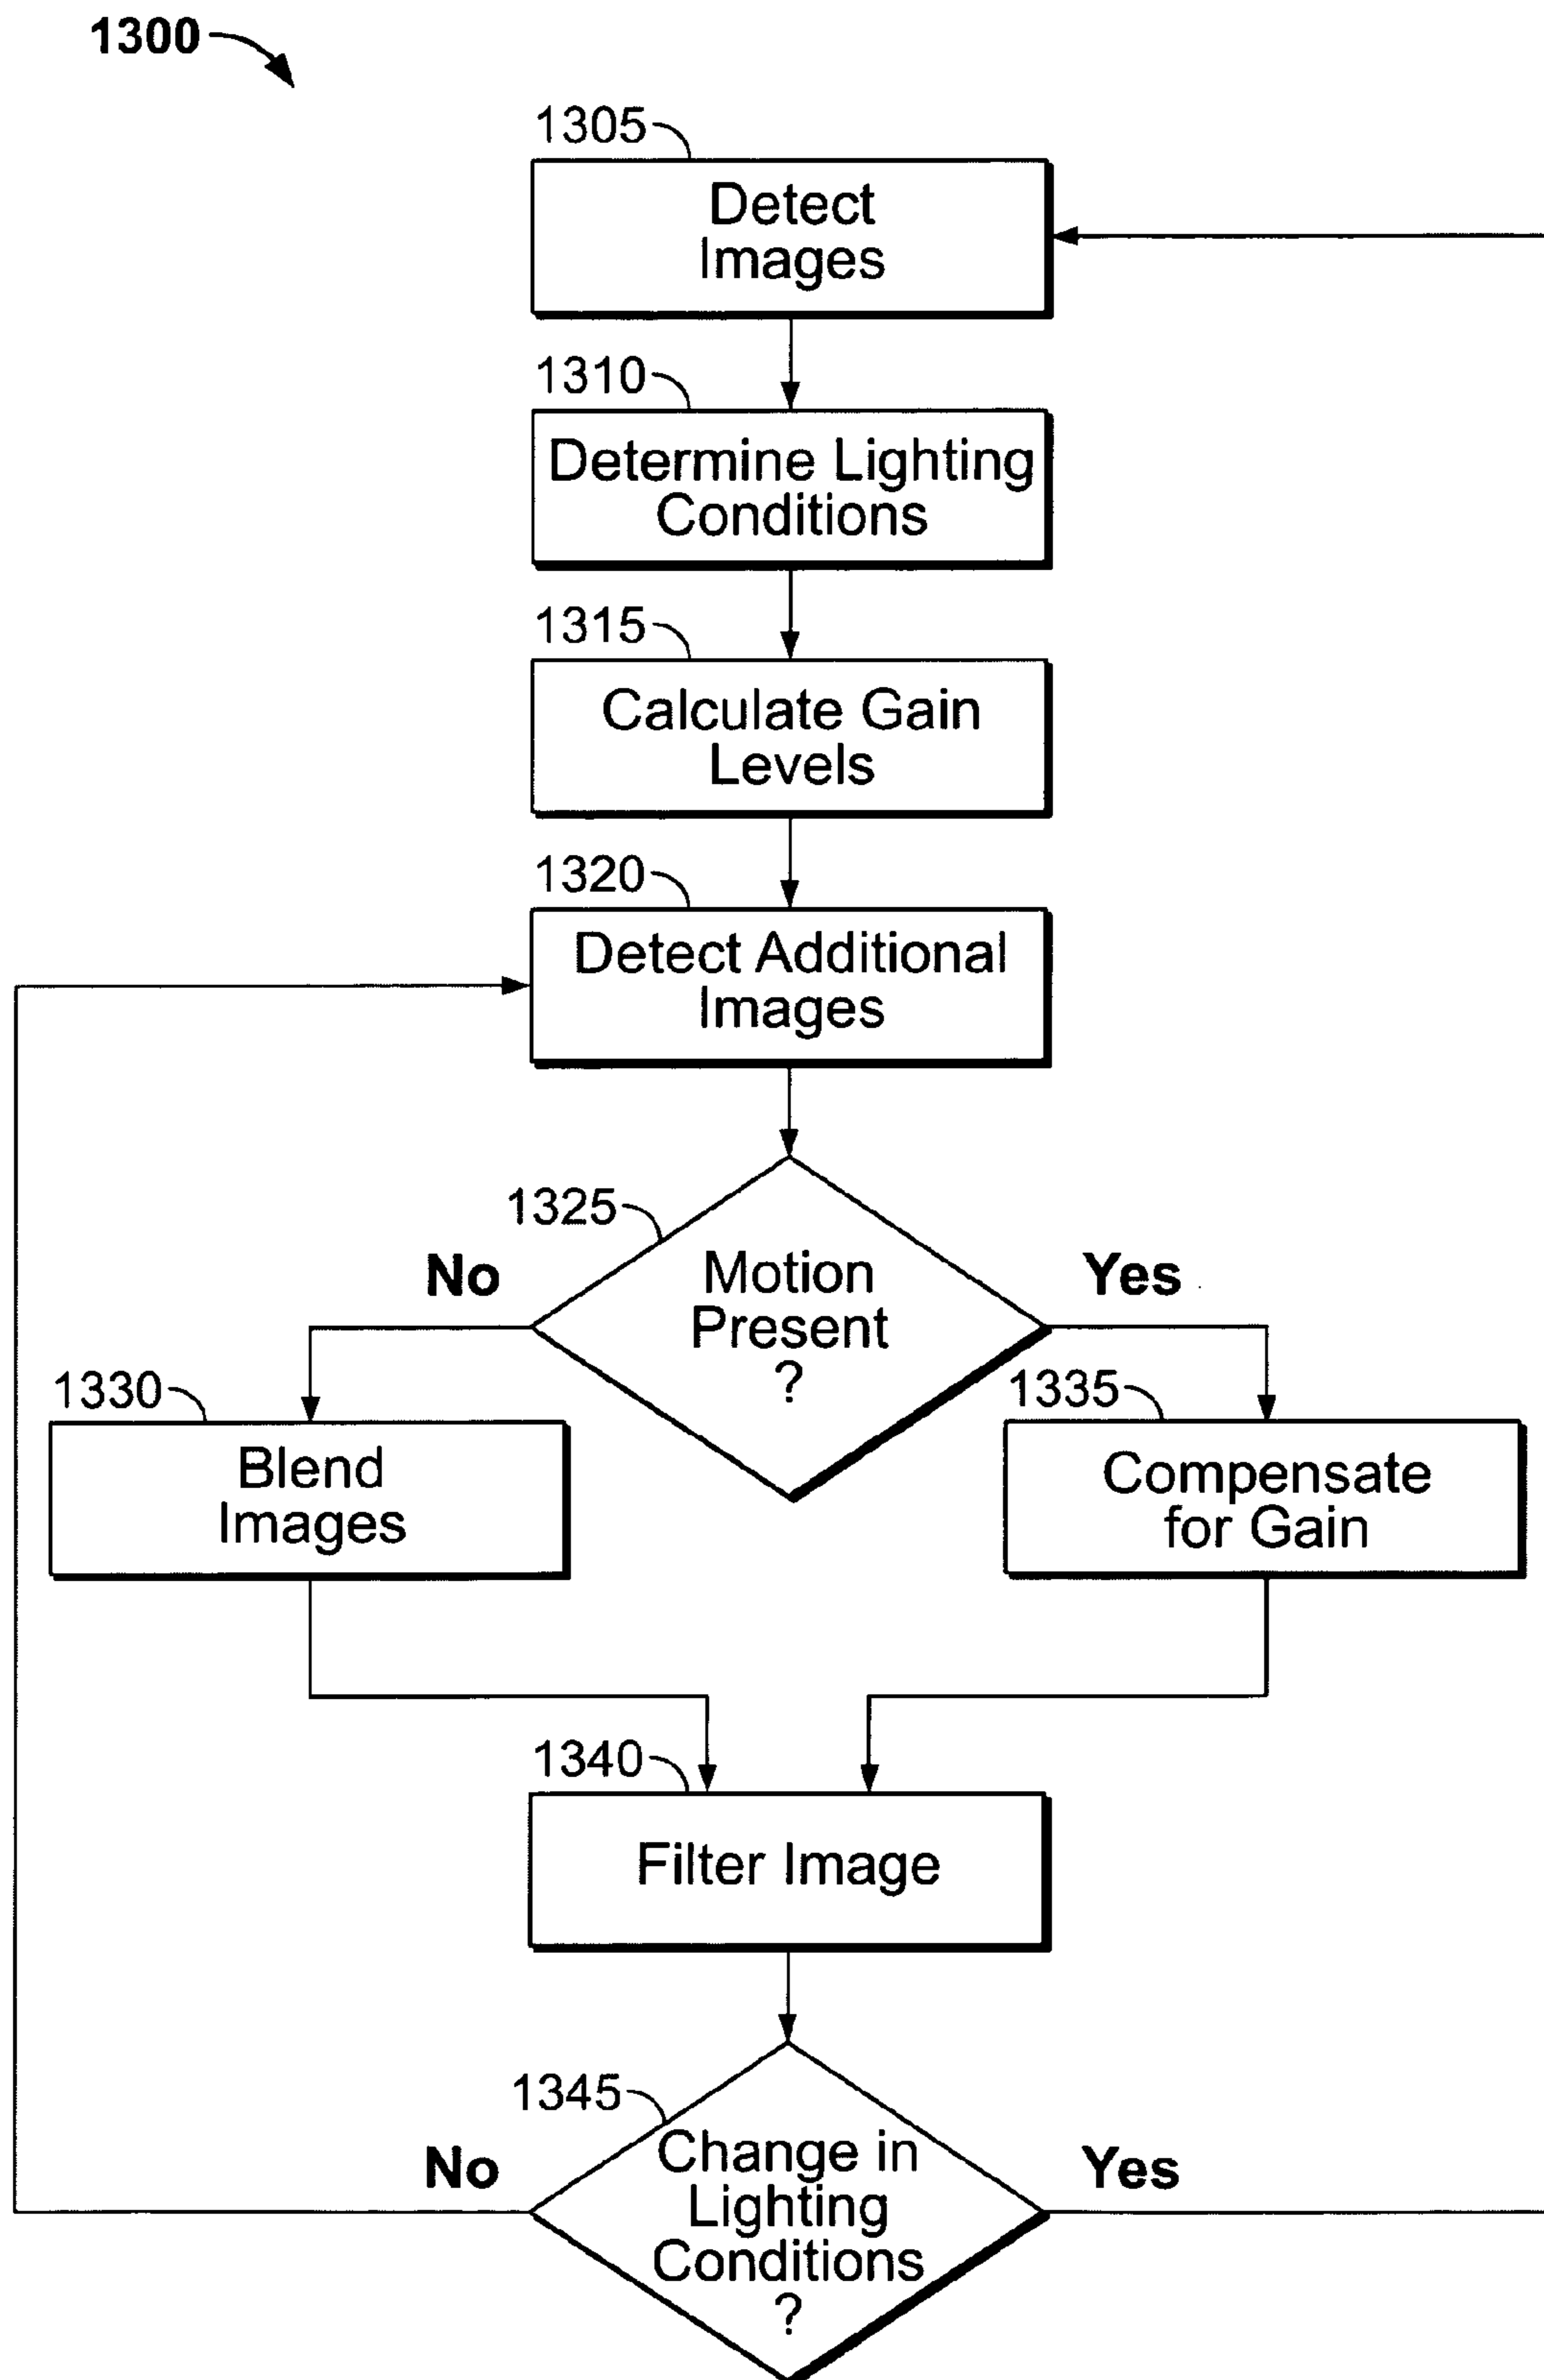 1300
1305
Detect
Images
1310
Determine Lighting
Conditions
1315
Calculate Gain
Levels
1320
Detect Additional
Images
1325
Motion
Present
?
No
Yes
1330
Blend
Images
1335
Compensate
for Gain
1340
Filter Image
1345
Change in
Lighting
Conditions
?
No
Yes